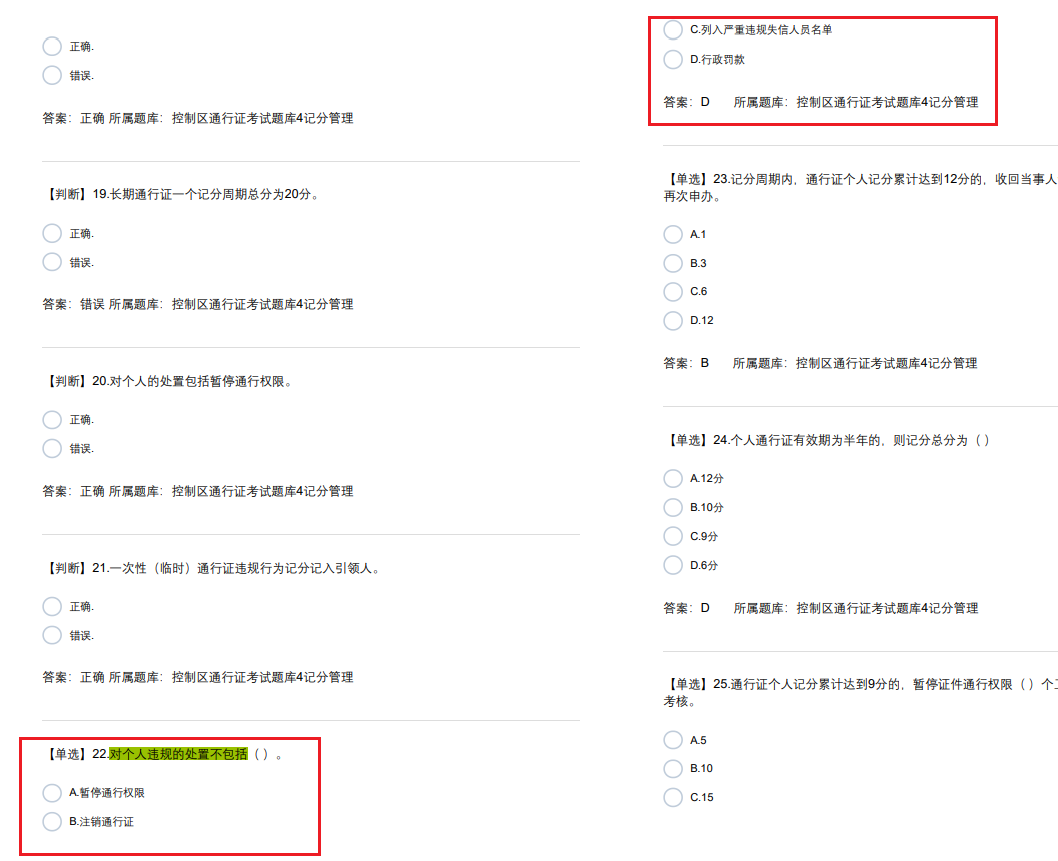 正确.
错误.
答案：正确 所属题库：控制区通行证考试题库4记分管理
【判断】19.长期通行证一个记分周期总分为20分。
正确.
错误.
答案：错误 所属题库：控制区通行证考试题库4记分管理
【判断】20.对个人的处置包括暂停通行权限。
正确.
错误.
答案：正确 所属题库：控制区通行证考试题库4记分管理
【判断】21.一次性（临时）通行证违规行为记分记入引领人。
正确.
错误.
答案：正确 所属题库：控制区通行证考试题库4记分管理
【单选】22.对个人违规的处置不包括（ ）。
A.暂停通行权限
B.注销通行证
C.列入严重违规失信人员名单
D.行政罚款
答案：D 所属题库：控制区通行证考试题库4记分管理
【单选】23.记分周期内，通行证个人记分累计达到12分的，收回当事人
再次申办。
A.1
B.3
C.6
D.12
答案：B 所属题库：控制区通行证考试题库4记分管理
【单选】24.个人通行证有效期为半年的，则记分总分为（ ）
A.12分
B.10分
C.9分
D.6分
答案：D 所属题库：控制区通行证考试题库4记分管理
【单选】25.通行证个人记分累计达到9分的，暂停证件通行权限（ ）个
考核。
A.5
B.10
C.15